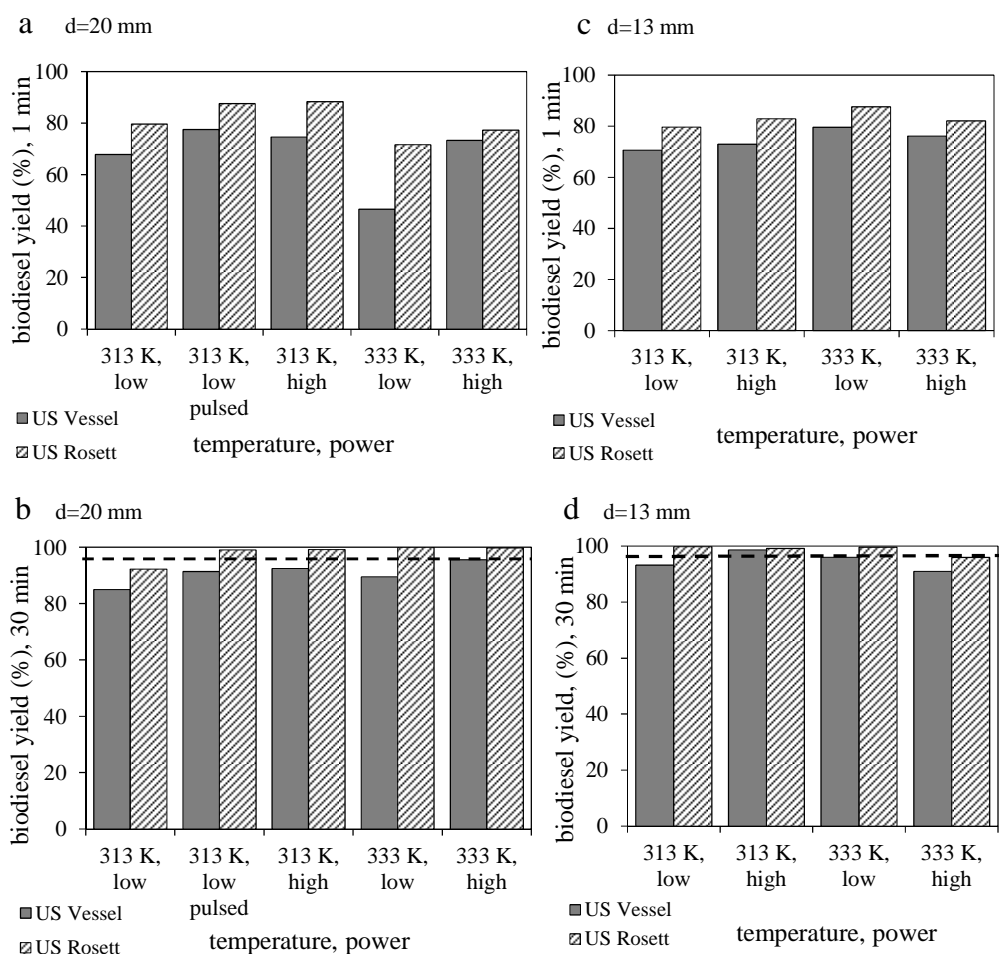 a d=20 mm
biodiesel yield (%), 1 min
100
80
60
40
20
0
313 K, low
313 K, low pulsed
313 K, high
333 K, low
333 K, high
US Vessel
US Rosett
temperature, power
c d=13 mm
biodiesel yield (%), 1 min
100
80
60
40
20
0
313 K, low
313 K, high
333 K, low
333 K, high
US Vessel
US Rosett
temperature, power
b d=20 mm
biodiesel yield (%), 30 min
100
80
60
40
20
0
313 K, low
313 K, low pulsed
313 K, high
333 K, low
333 K, high
US Vessel
US Rosett
temperature, power
d d=13 mm
biodiesel yield, (%), 30 min
100
80
60
40
20
0
313 K, low
313 K, high
333 K, low
333 K, high
US Vessel
US Rosett
temperature, power